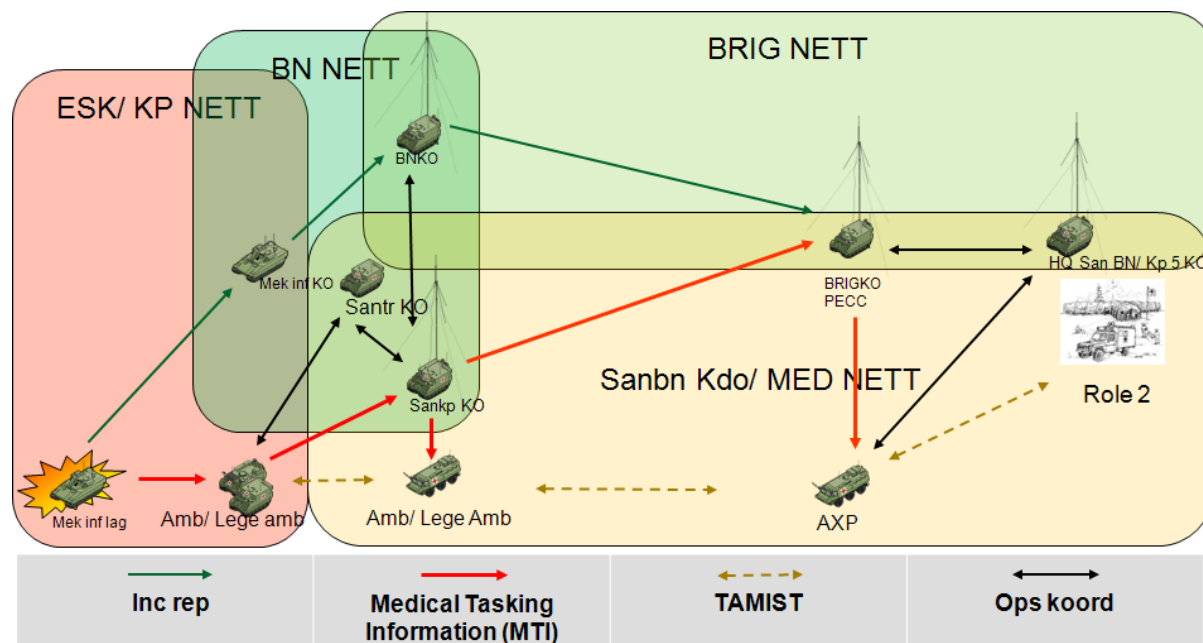 BRIG NETT
BN NETT
ESK/ KP NETT
BNKO
Mek inf KO
Santr KO
HQ San BN/ Kp 5 KO
BRIGKO
PECC
Sanbn Kdo/ MED NETT
Role 2
Sankp KO
Mek inf lag
Amb/ Lege amb
Amb/ Lege Amb
AXP
Inc rep
Medical Tasking
Information (MTI)
TAMIST
Ops koord